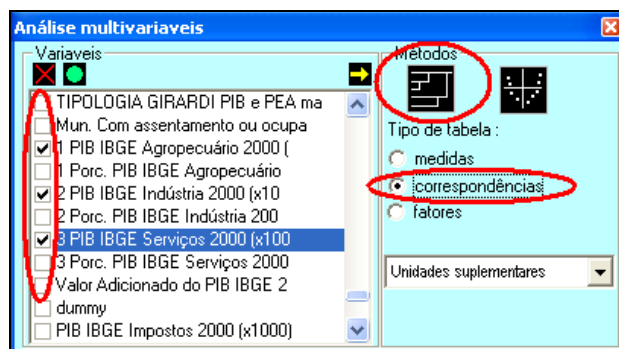 Análise multivariaveis
Variaveis
TIPOLOGIA GIRARDI PIB e PEA ma
Mun. Com assentamento ou ocupa
1 PIB IBGE Agropecuário 2000 (
1 Porc. PIB IBGE Agropecuário
2 PIB IBGE Indústria 2000 (x10
2 Porc. PIB IBGE Indústria 200
3 PIB IBGE Serviços 2000 (x100
3 Porc. PIB IBGE Serviços 2000
Valor Adicionado do PIB IBGE 2
dummy
PIB IBGE Impostos 2000 (x1000)
Métodos
Tipo de tabela :
medidas
correspondências
fatores
Unidades suplementares